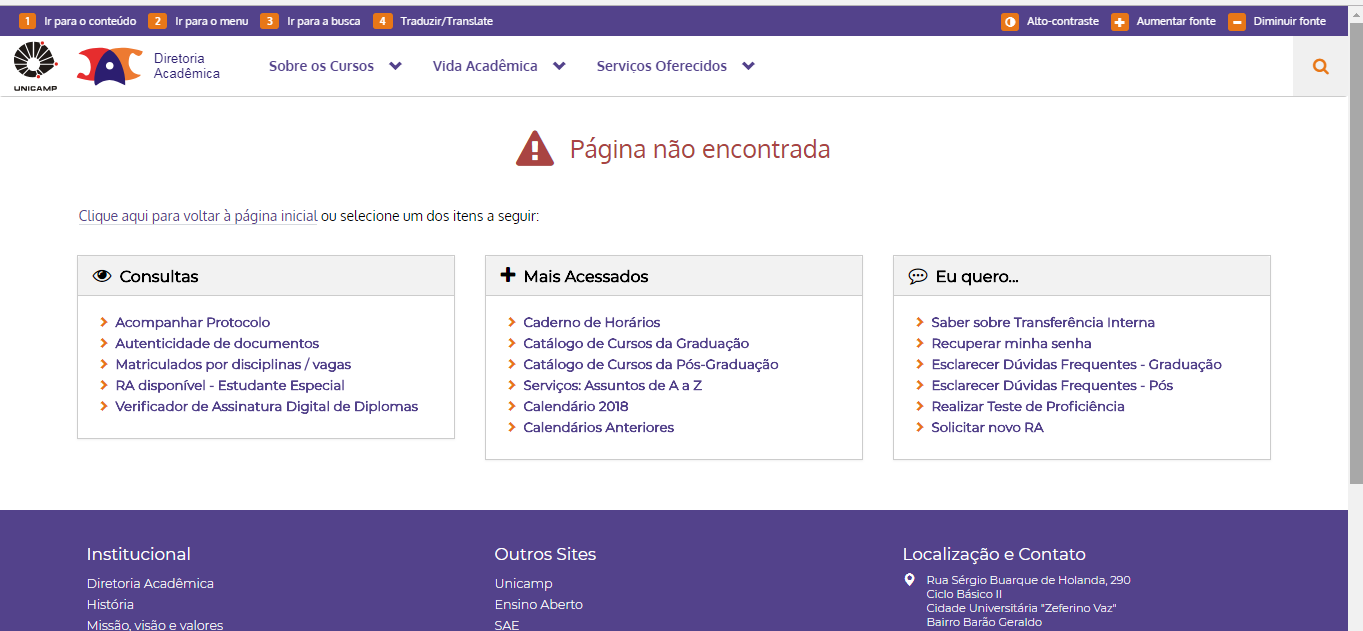 1 Ir para o conteúdo 2 Ir para o menu 3 Ir para a busca 4 Traduzir/Translate Alto-contraste Aumentar fonte Diminuir fonte
UNICAMP
Diretoria
Acadêmica
Sobre os Cursos Vida Acadêmica Serviços Oferecidos
Página não encontrada
Clique aqui para voltar à página inicial ou selecione um dos itens a seguir:
Consultas
Acompanhar Protocolo
Autenticidade de documentos
Matriculados por disciplinas / vagas
RA disponível - Estudante Especial
Verificador de Assinatura Digital de Diplomas
Mais Acessados
Caderno de Horários
Catálogo de Cursos da Graduação
Catálogo de Cursos da Pós-Graduação
Serviços: Assuntos de A a Z
Calendário 2018
Calendários Anteriores
Eu quero...
Saber sobre Transferência Interna
Recuperar minha senha
Esclarecer Dúvidas Frequentes - Graduação
Esclarecer Dúvidas Frequentes - Pós
Realizar Teste de Proficiência
Solicitar novo RA
Institucional
Diretoria Acadêmica
História
Missão, visão e valores
Outros Sites
Unicamp
Ensino Aberto
SAE
Localização e Contato
Rua Sérgio Buarque de Holanda, 290
Ciclo Básico II
Cidade Universitária "Zeferino Vaz"
Bairro Barão Geraldo